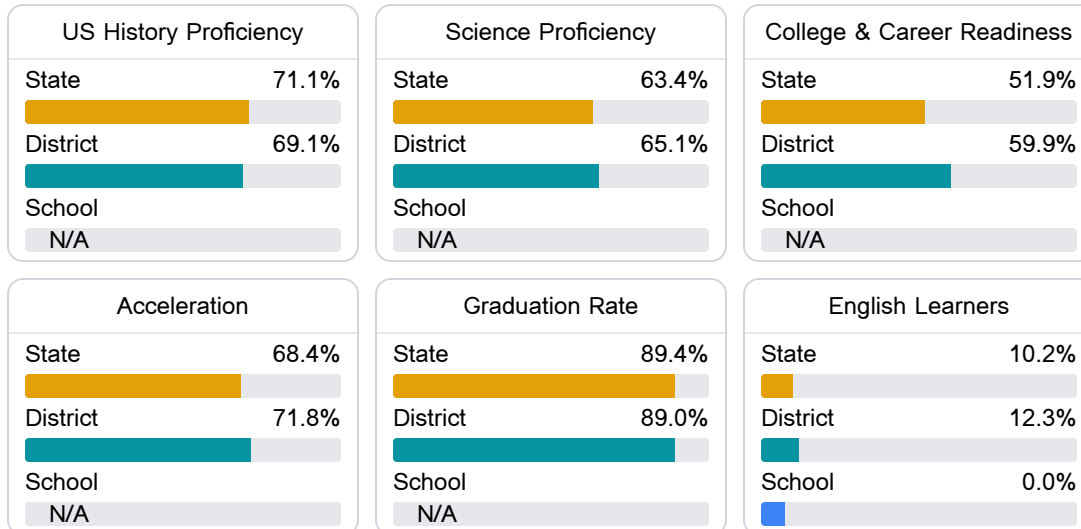 US History Proficiency
State 71.1%
District 69.1%
School
N/A
Science Proficiency
State 63.4%
District 65.1%
School
N/A
College & Career Readiness
State 51.9%
District 59.9%
School
N/A
Acceleration
State 68.4%
District 71.8%
School
N/A
Graduation Rate
State 89.4%
District 89.0%
School
N/A
English Learners
State 10.2%
District 12.3%
School 0.0%